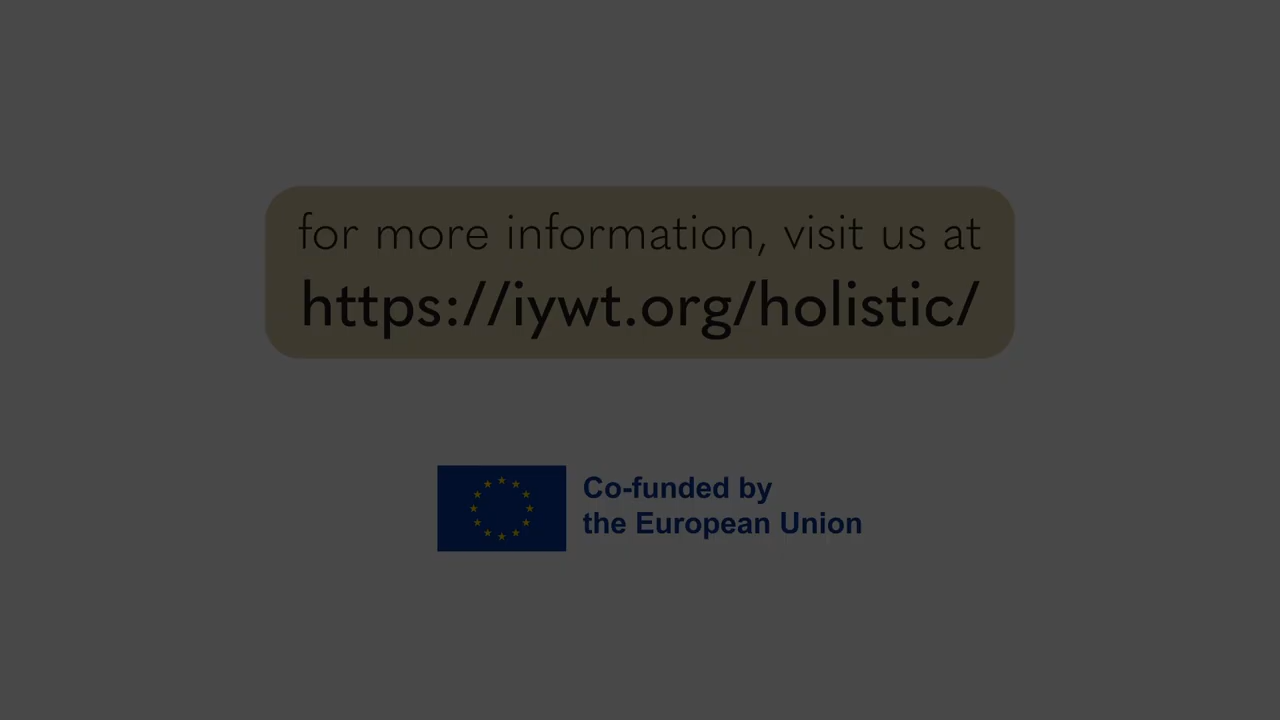 for more information, visit us at
https://iywt.org/holistic/
Co-funded by
the European Union